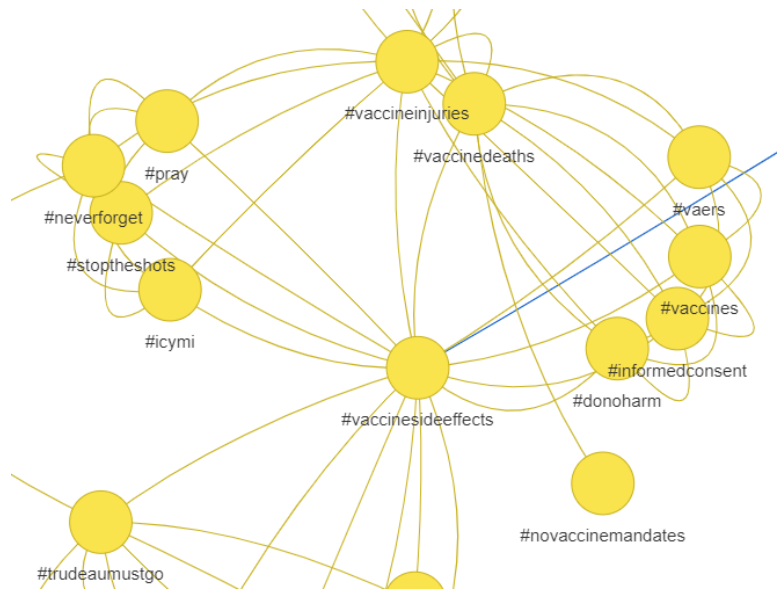 #vaccineinjuries
#vaccinedeaths
#pray
#vaers
#neverforget
#stoptheshots
#vaccines
#icymi
#informedconsent
#donoharm
#vaccinesideeffects
#novaccinemandates
#trudeaumustgo